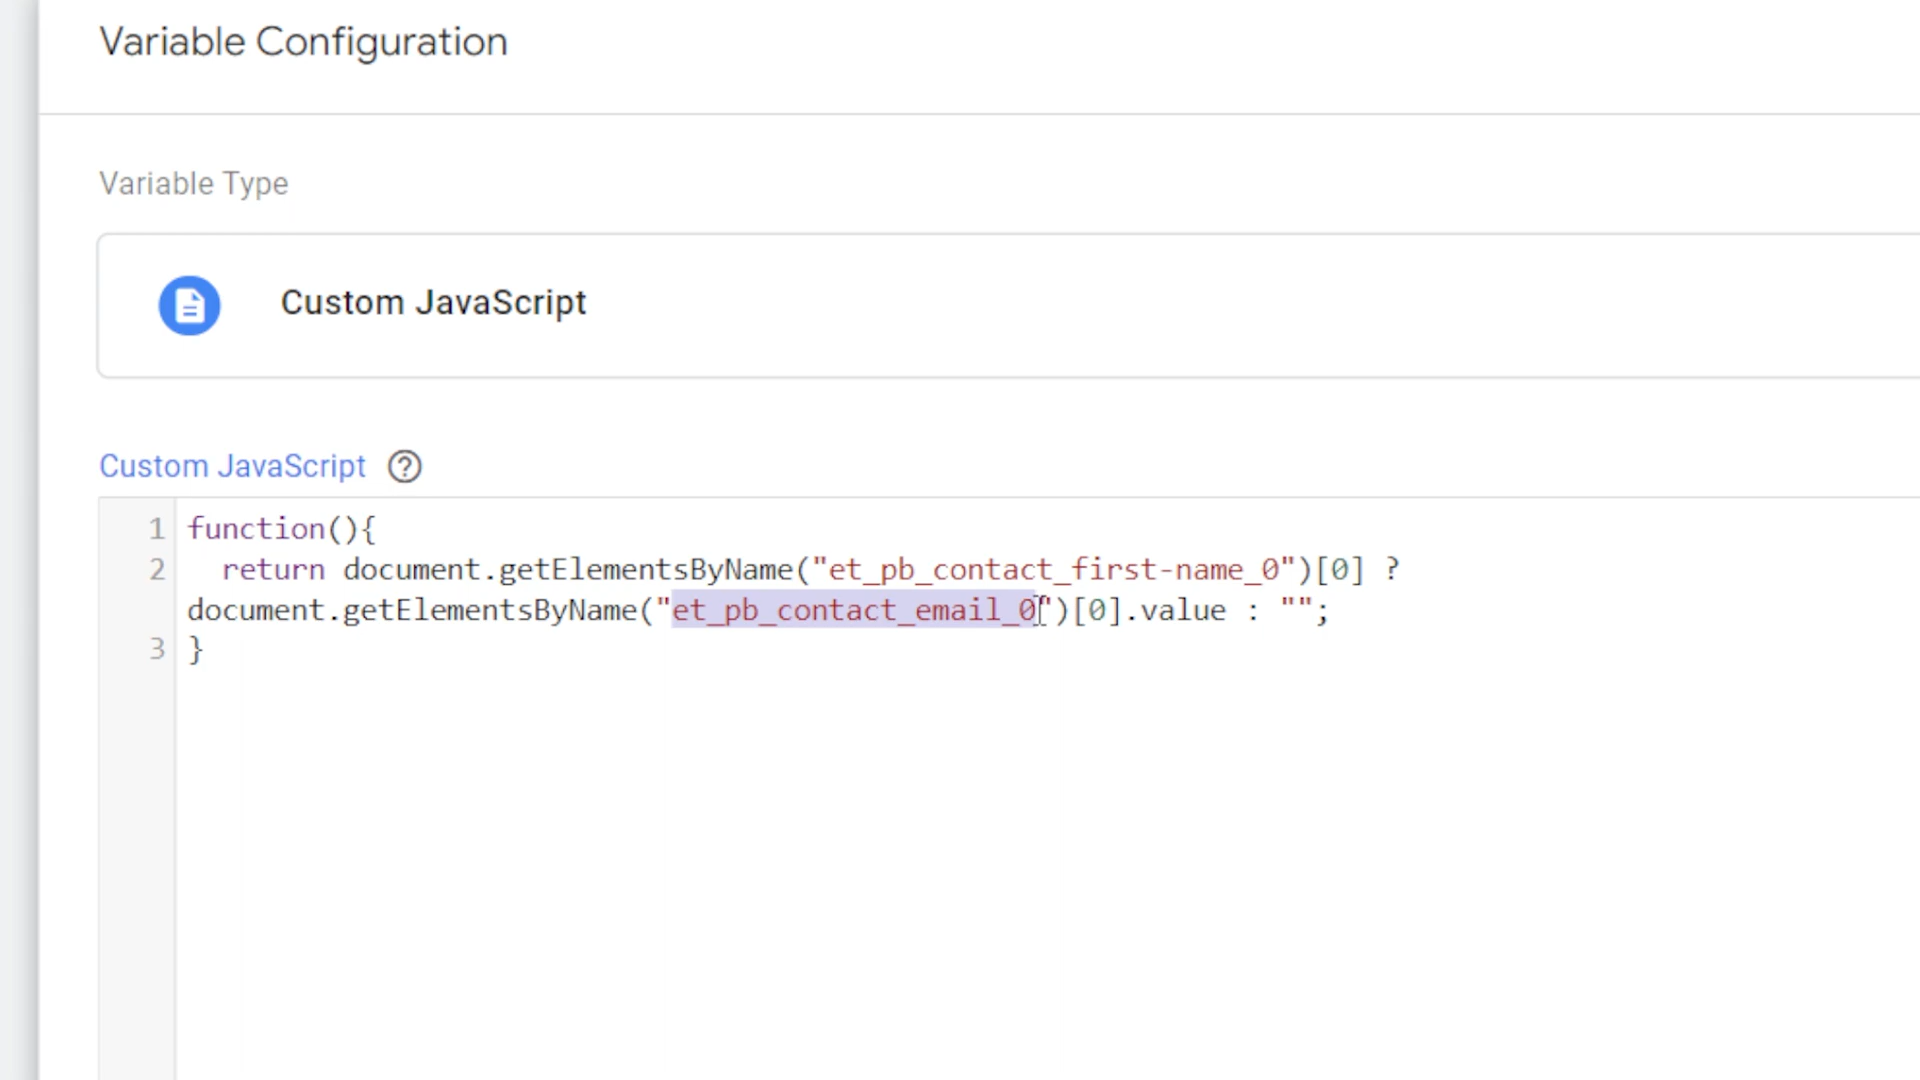 Variable Configuration
Variable Type
Custom JavaScript
Custom JavaScript ?
1 function(){
2 return document.getElementsByName("et_pb_contact_first-name_0")[0] ?
document.getElementsByName("et_pb_contact_email_0")[0].value : "";
3 }